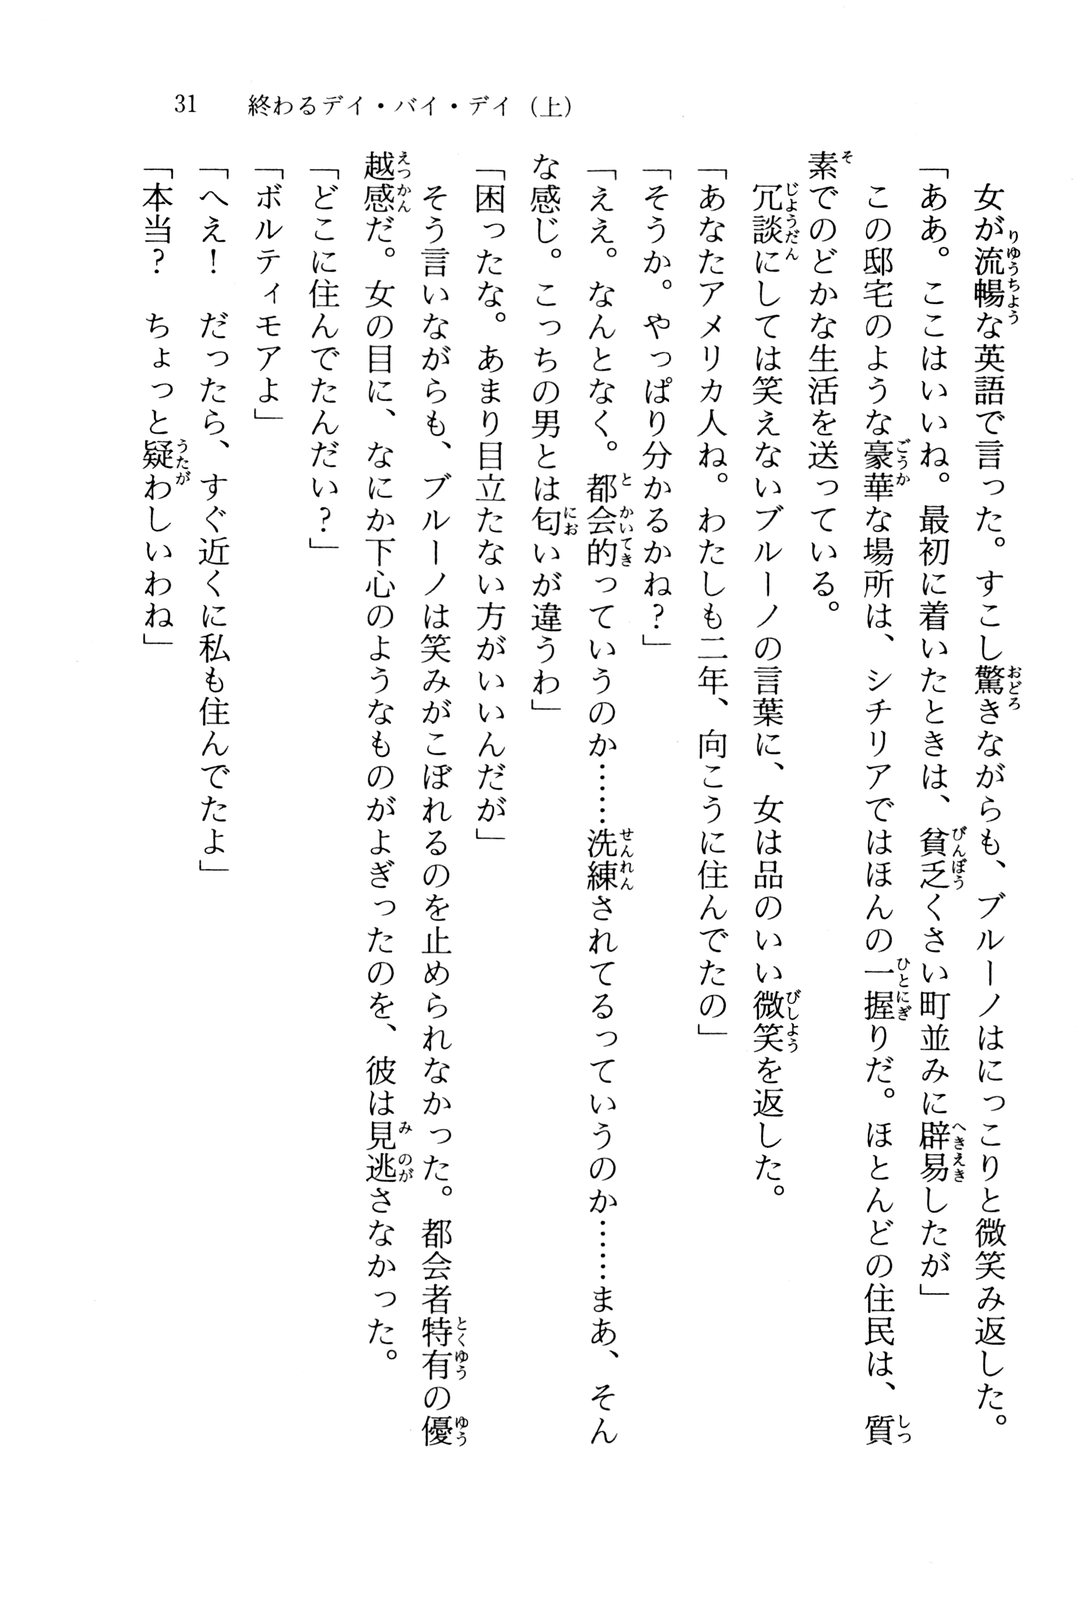 31　終わるデイ・バイ・デイ（上）
　女が流暢な英語で言った。すこし驚きながらも、ブルーノはにっこりと微笑み返した。
「ああ。ここはいいね。最初に着いたときは、貧乏くさい町並みに辟易したが」
　この邸宅のような豪華な場所は、シチリアではほんの一握りだ。ほとんどの住民は、質
素でのどかな生活を送っている。
　冗談にしては笑えないブルーノの言葉に、女は品のいい微笑を返した。
「あなたアメリカ人ね。わたしも二年、向こうに住んでたの」
「そうか。やっぱり分かるかね？」
「ええ。なんとなく。都会的っていうのか……洗練されてるっていうのか……まあ、そん
な感じ。こっちの男とは匂いが違うわ」
「困ったな。あまり目立たない方がいいんだが」
　そう言いながらも、ブルーノは笑みがこぼれるのを止められなかった。都会者特有の優
越感だ。女の目に、なにか下心のようなものがよぎったのを、彼は見逃さなかった。
「どこに住んでたんだい？」
「ボルティモアよ」
「へえ！　だったら、すぐ近くに私も住んでたよ」
「本当？　ちょっと疑わしいわね」